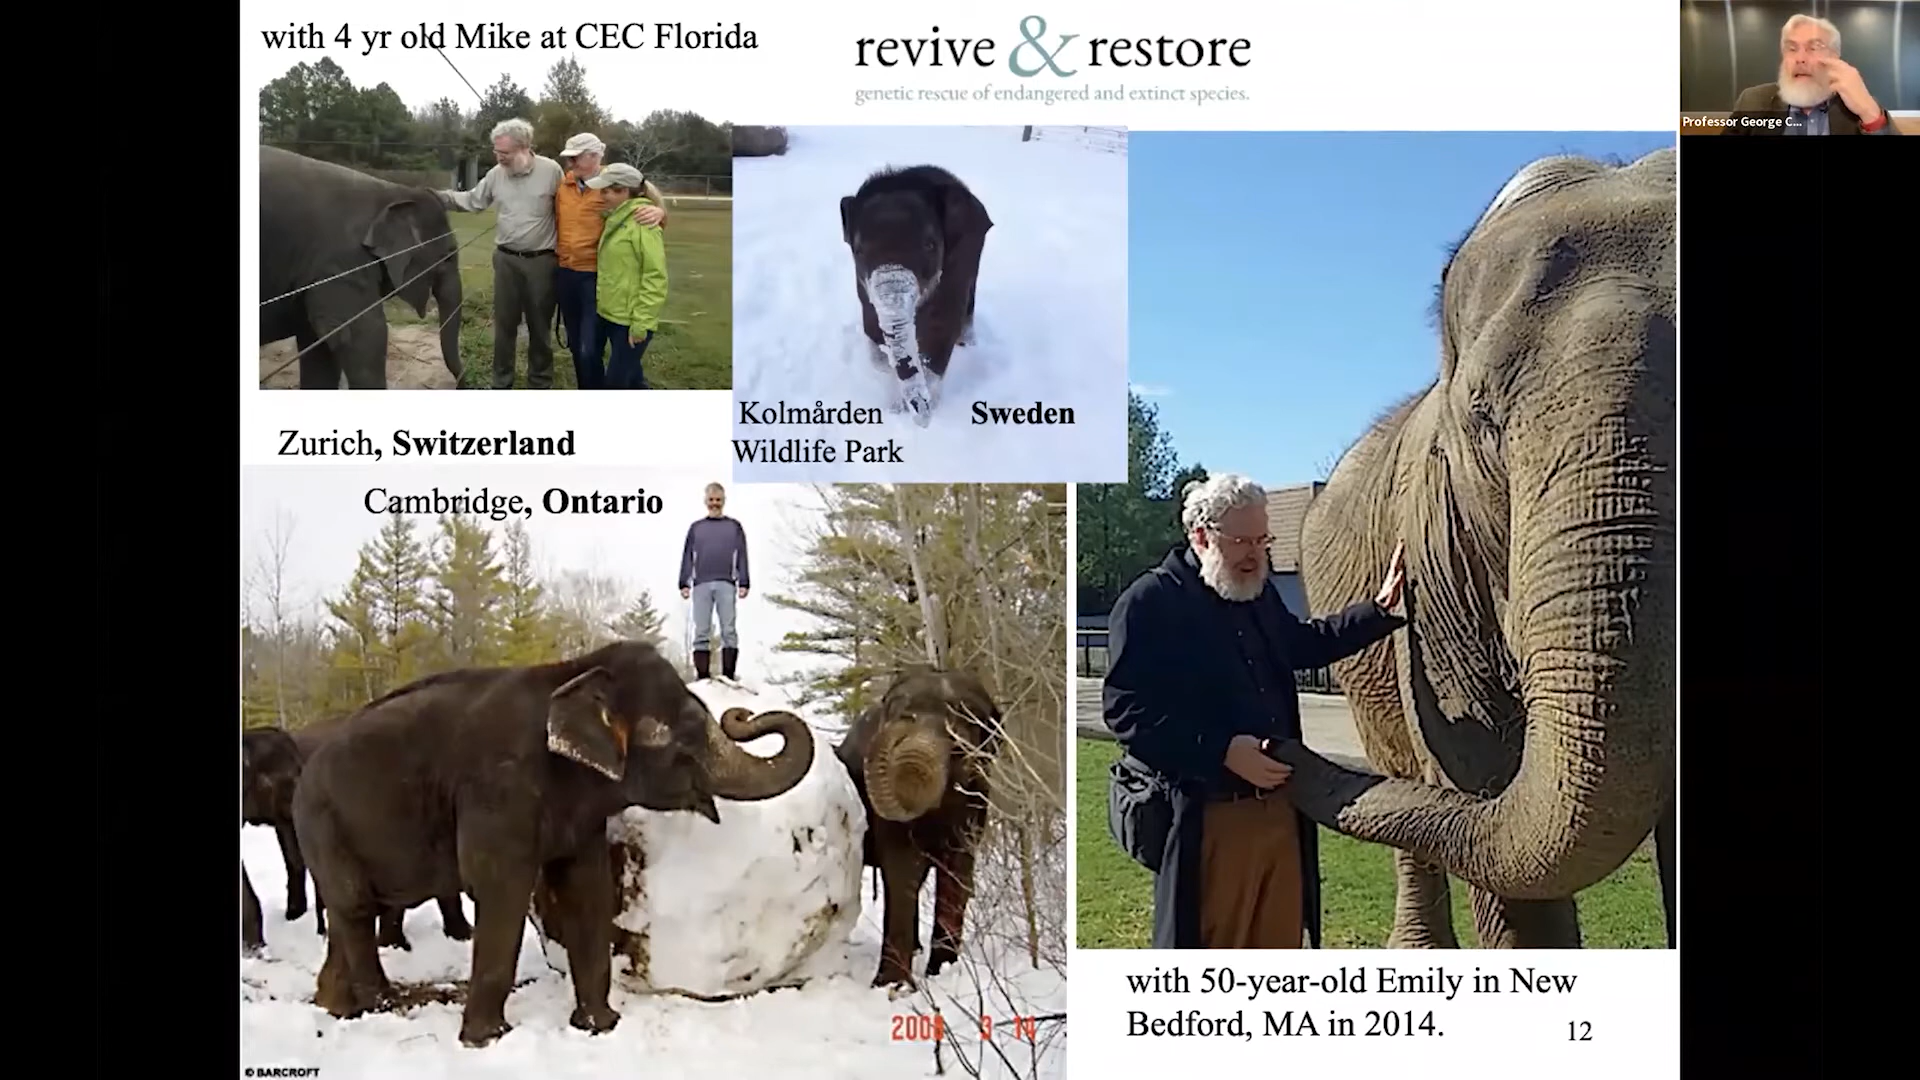 with 4 yr old Mike at CEC Florida
revive & restore
genetic rescue of endangered and extinct species.
Professor George C...
Kolmården Sweden
Wildlife Park
Zurich, Switzerland
Cambridge, Ontario
with 50-year-old Emily in New
Bedford, MA in 2014.
12
3 14
© BARCROFT